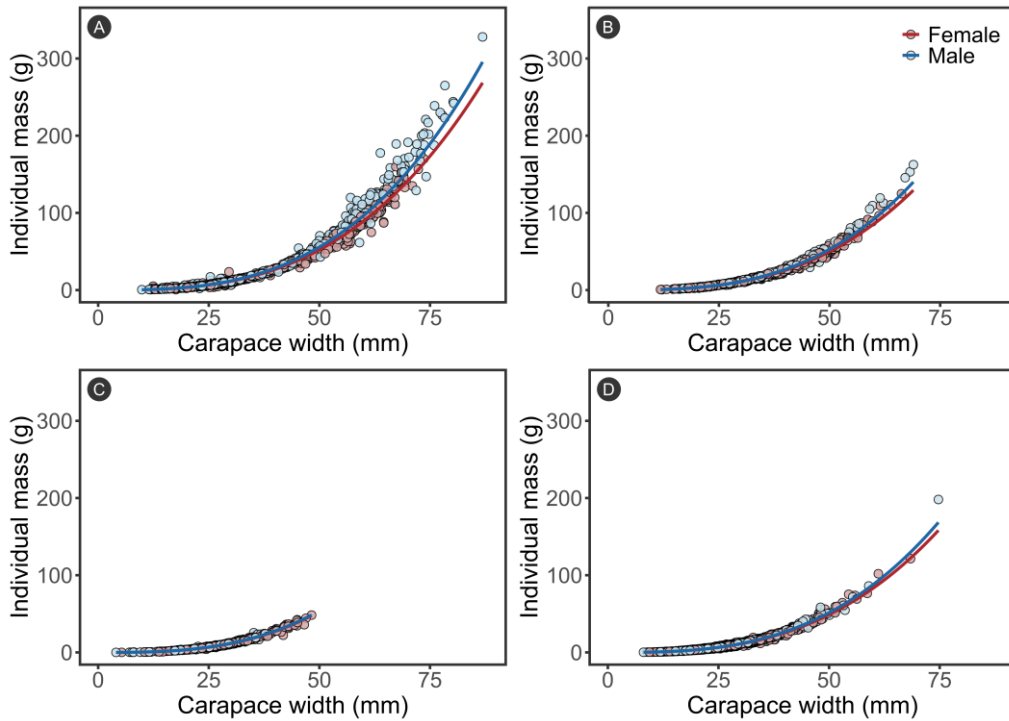 A
Individual mass (g)
300
200
100
0
0 25 50 75
Carapace width (mm)
B
Female
Male
Individual mass (g)
300
200
100
0
0 25 50 75
Carapace width (mm)
C
Individual mass (g)
300
200
100
0
0 25 50 75
Carapace width (mm)
D
Individual mass (g)
300
200
100
0
0 25 50 75
Carapace width (mm)